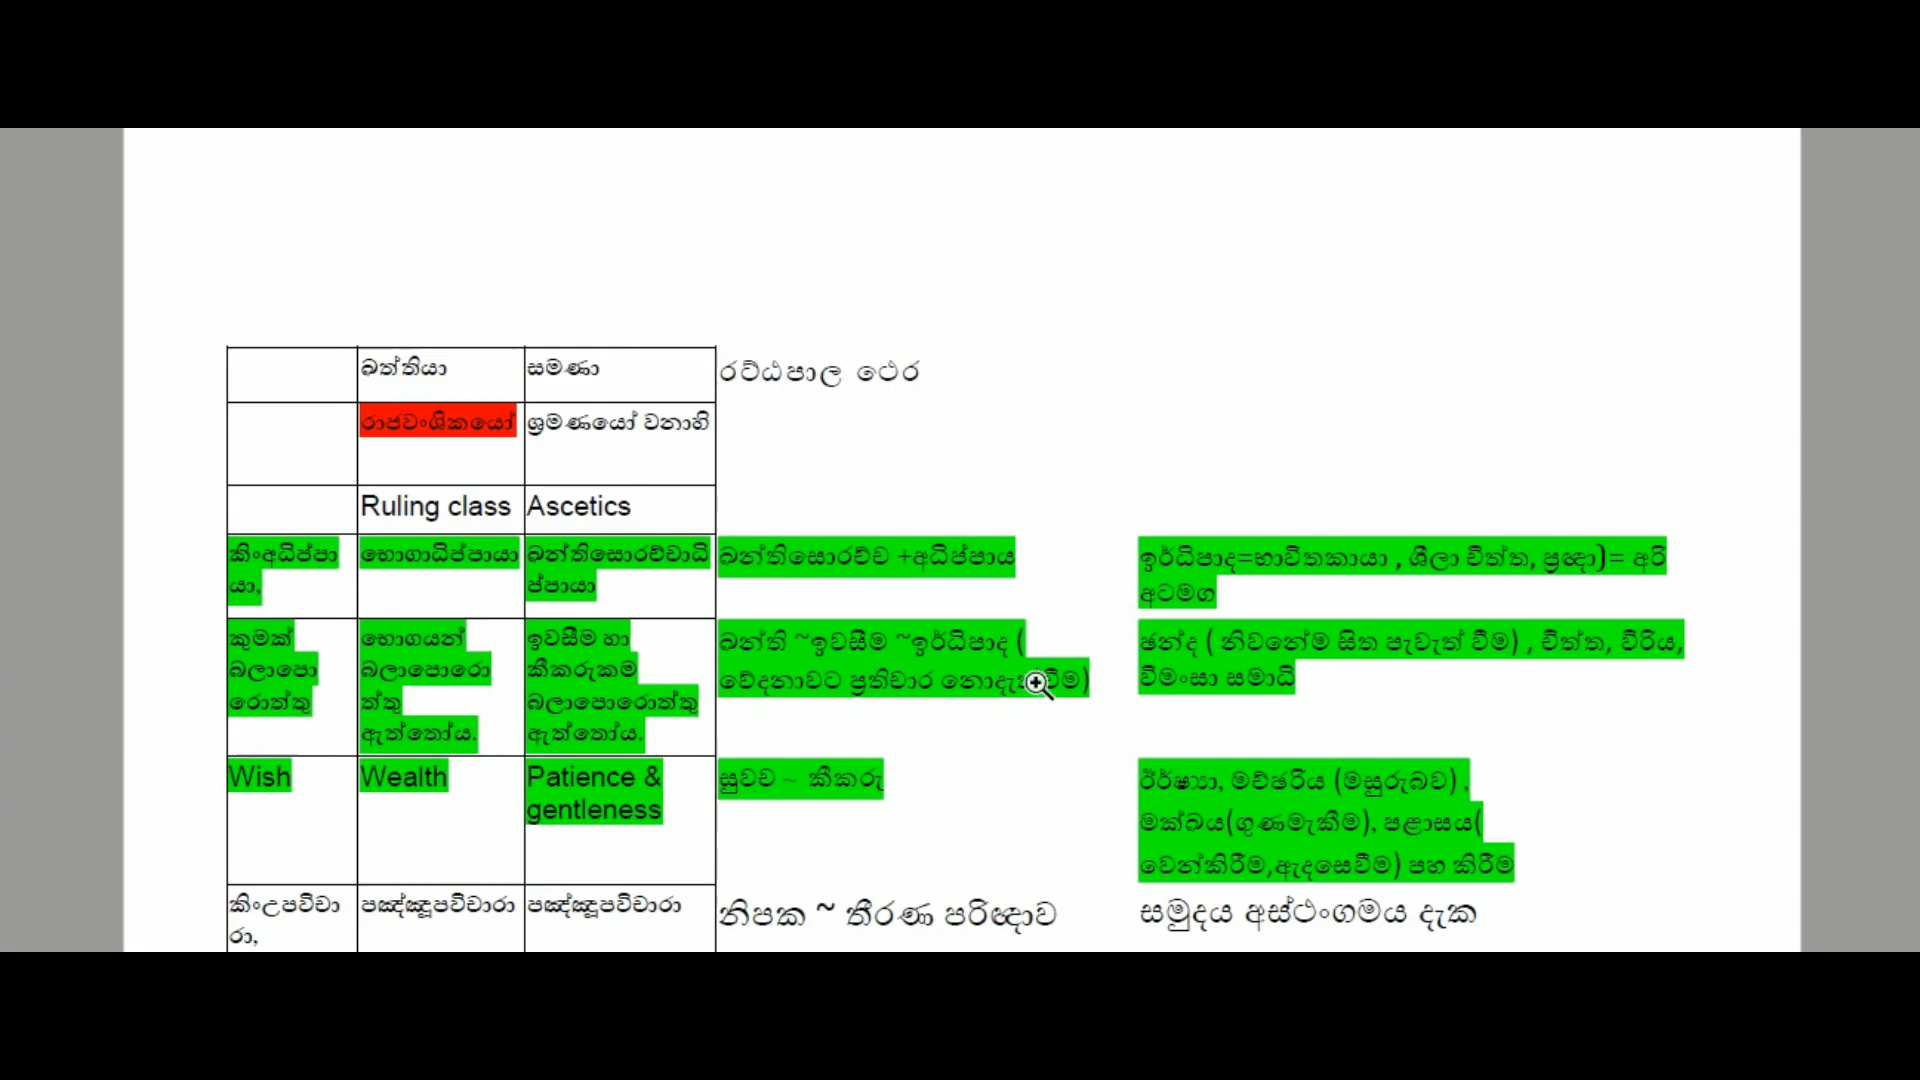 ඛත්තියා
සමණා
රට්ඨපාල ථෙර
රාජවංශිකයෝ
ශ්‍රමණයෝ වනාහි
Ruling class
Ascetics
කිංඅධිප්පා
යා,
භොගාධිප්පායා
ඛන්තිසොරච්චාධි
ප්පායා
ඛන්තිසොරච්ච +අධිප්පාය
ඉර්ධිපාද=භාවිතකායා , ශීලා චිත්ත, ප්‍රඥා)= අරි
අටමග
කුමක්
බලාපො
රොත්තු
භොගයන්
බලාපොරො
ත්තු
ඇත්තෝය.
ඉවසීම හා
කීකරුකම
බලාපොරොත්තු
ඇත්තෝය.
ඛන්ති ~ඉවසීම ~ඉර්ධිපාද (
වේදනාවට ප්‍රතිචාර නොදැක්වීම)
ඡන්ද ( නිවනේම සිත පැවැත් වීම) , චිත්ත, විරිය,
විමංසා සමාධි
Wish
Wealth
Patience &
gentleness
සුවච ~ කීකරු
ඊර්ෂ්‍යා, මච්ඡරිය (මසුරුබව) ,
මක්ඛය(ගුණමැකීම), පළාසය(
වෙන්කිරීම,ඇදසෙවීම) පහ කිරීම
කිංඋපවිචා
රා,
පඤ්ඤූපවිචාරා
පඤ්ඤූපවිචාරා
නිපක ~ තීරණ පරිඥාව
සමුදය අස්ථංගමය දැක